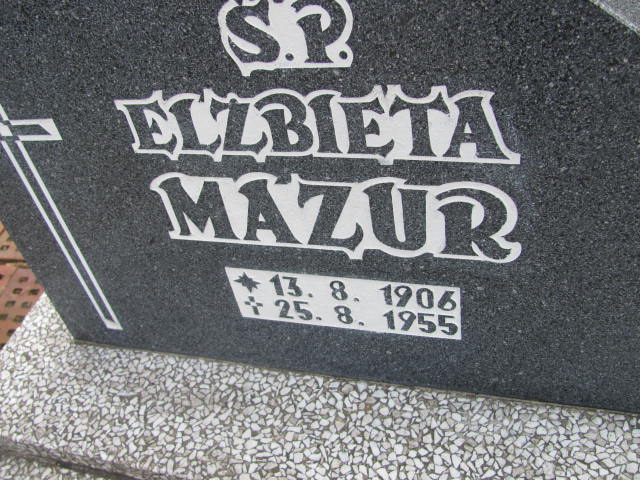 Ś.P.
ELŻBIETA
MAZUR
* 13. 8. 1906
✝ 25. 8. 1955